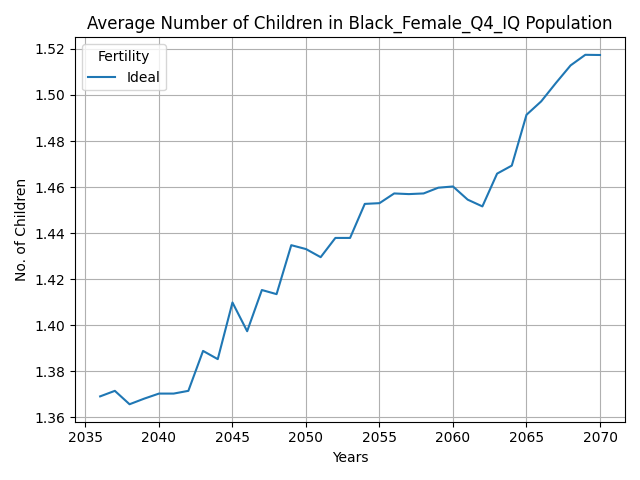 Average Number of Children in Black_Female_Q4_IQ Population
Fertility
Ideal
1.52
1.50
1.48
1.46
1.44
1.42
1.40
1.38
1.36
No. of Children
2035 2040 2045 2050 2055 2060 2065 2070
Years